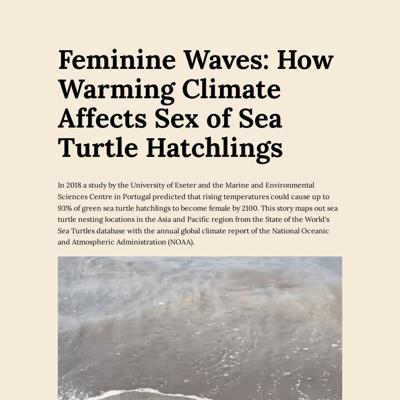 Feminine Waves: How
Warming Climate
Affects Sex of Sea
Turtle Hatchlings
In 2018 a study by the University of Exeter and the Marine and Environmental
Sciences Centre in Portugal predicted that rising temperatures could cause up to
93% of green sea turtle hatchlings to become female by 2100. This story maps out sea
turtle nesting locations in the Asia and Pacific region from the State of the World's
Sea Turtles database with the annual global climate report of the National Oceanic
and Atmospheric Administration (NOAA).